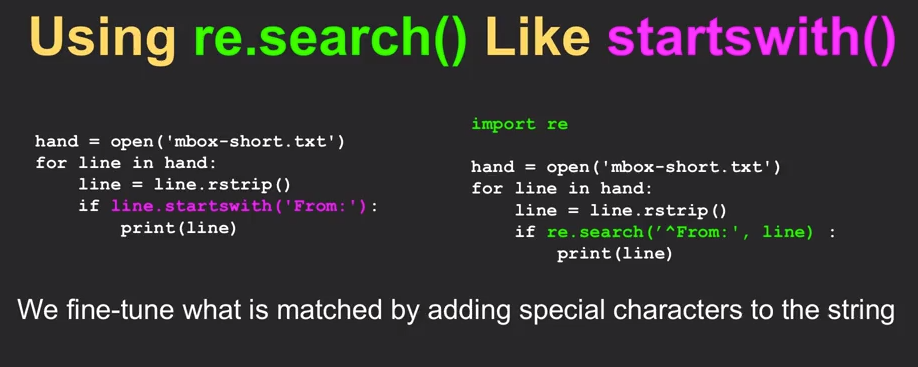 Using re.search() Like startswith()
hand = open('mbox-short.txt')
for line in hand:
    line = line.rstrip()
    if line.startswith('From:'):
        print(line)
import re
hand = open('mbox-short.txt')
for line in hand:
    line = line.rstrip()
    if re.search(’^From:', line) :
        print(line)
We fine-tune what is matched by adding special characters to the string